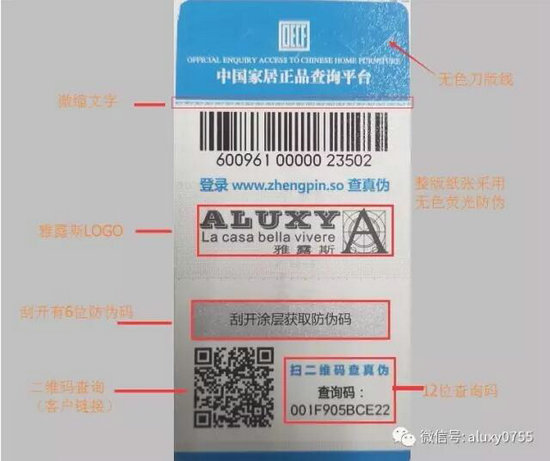 OECF
OFFICIAL ENQUIRY ACCESS TO CHINESE HOME FURNITURE
中国家居正品查询平台
无色刀版线
微缩文字
600961 00000 23502
登录 www.zhengpin.so 查真伪
整版纸张采用
无色荧光防伪
雅露斯LOGO
ALUXY
La casa bella vivere
雅露斯
A
刮开有6位防伪码
刮开涂层获取防伪码
二维码查询
(客户链接)
扫二维码查真伪
查询码:
001F905BCE22
12位查询码
微信号: aluxy0755